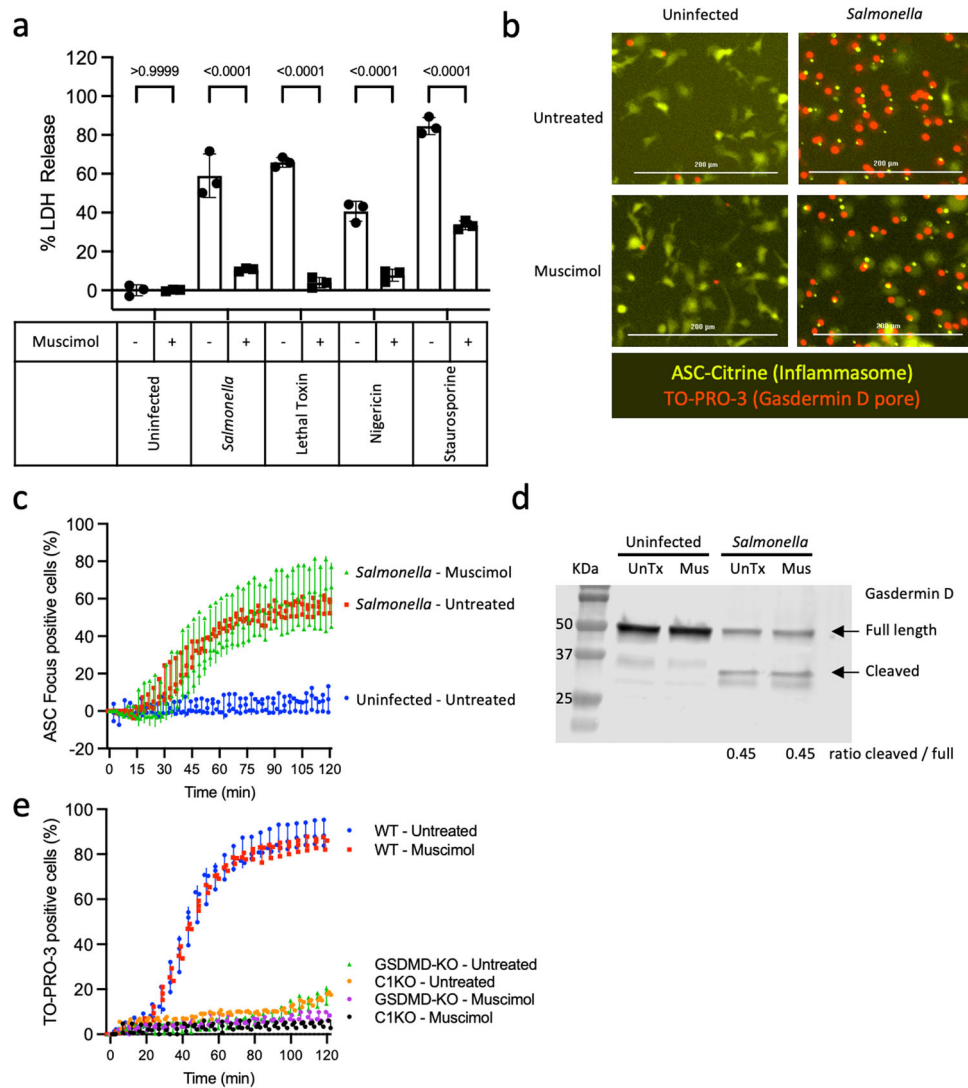 a
>0.9999 <0.0001 <0.0001 <0.0001 <0.0001
100
80
60
40
20
0
% LDH Release
Muscimol - + - + - + - + - +
Uninfected
Salmonella
Lethal Toxin
Nigericin
Staurosporine
b
Uninfected Salmonella
Untreated
200 µm 200 µm
Muscimol
200 µm 200 µm
ASC-Citrine (Inflammasome)
TO-PRO-3 (Gasdermin D pore)
c
ASC Focus positive cells (%)
100
80
60
40
20
0
-20
0 15 30 45 60 75 90 105 120
Time (min)
Salmonella - Muscimol
Salmonella - Untreated
Uninfected - Untreated
d
Uninfected Salmonella
KDa UnTx Mus UnTx Mus
Gasdermin D
50
Full length
37
Cleaved
25
0.45 0.45 ratio cleaved / full
e
TO-PRO-3 positive cells (%)
100
80
60
40
20
0
0 20 40 60 80 100 120
Time (min)
WT - Untreated
WT - Muscimol
GSDMD-KO - Untreated
C1KO - Untreated
GSDMD-KO - Muscimol
C1KO - Muscimol